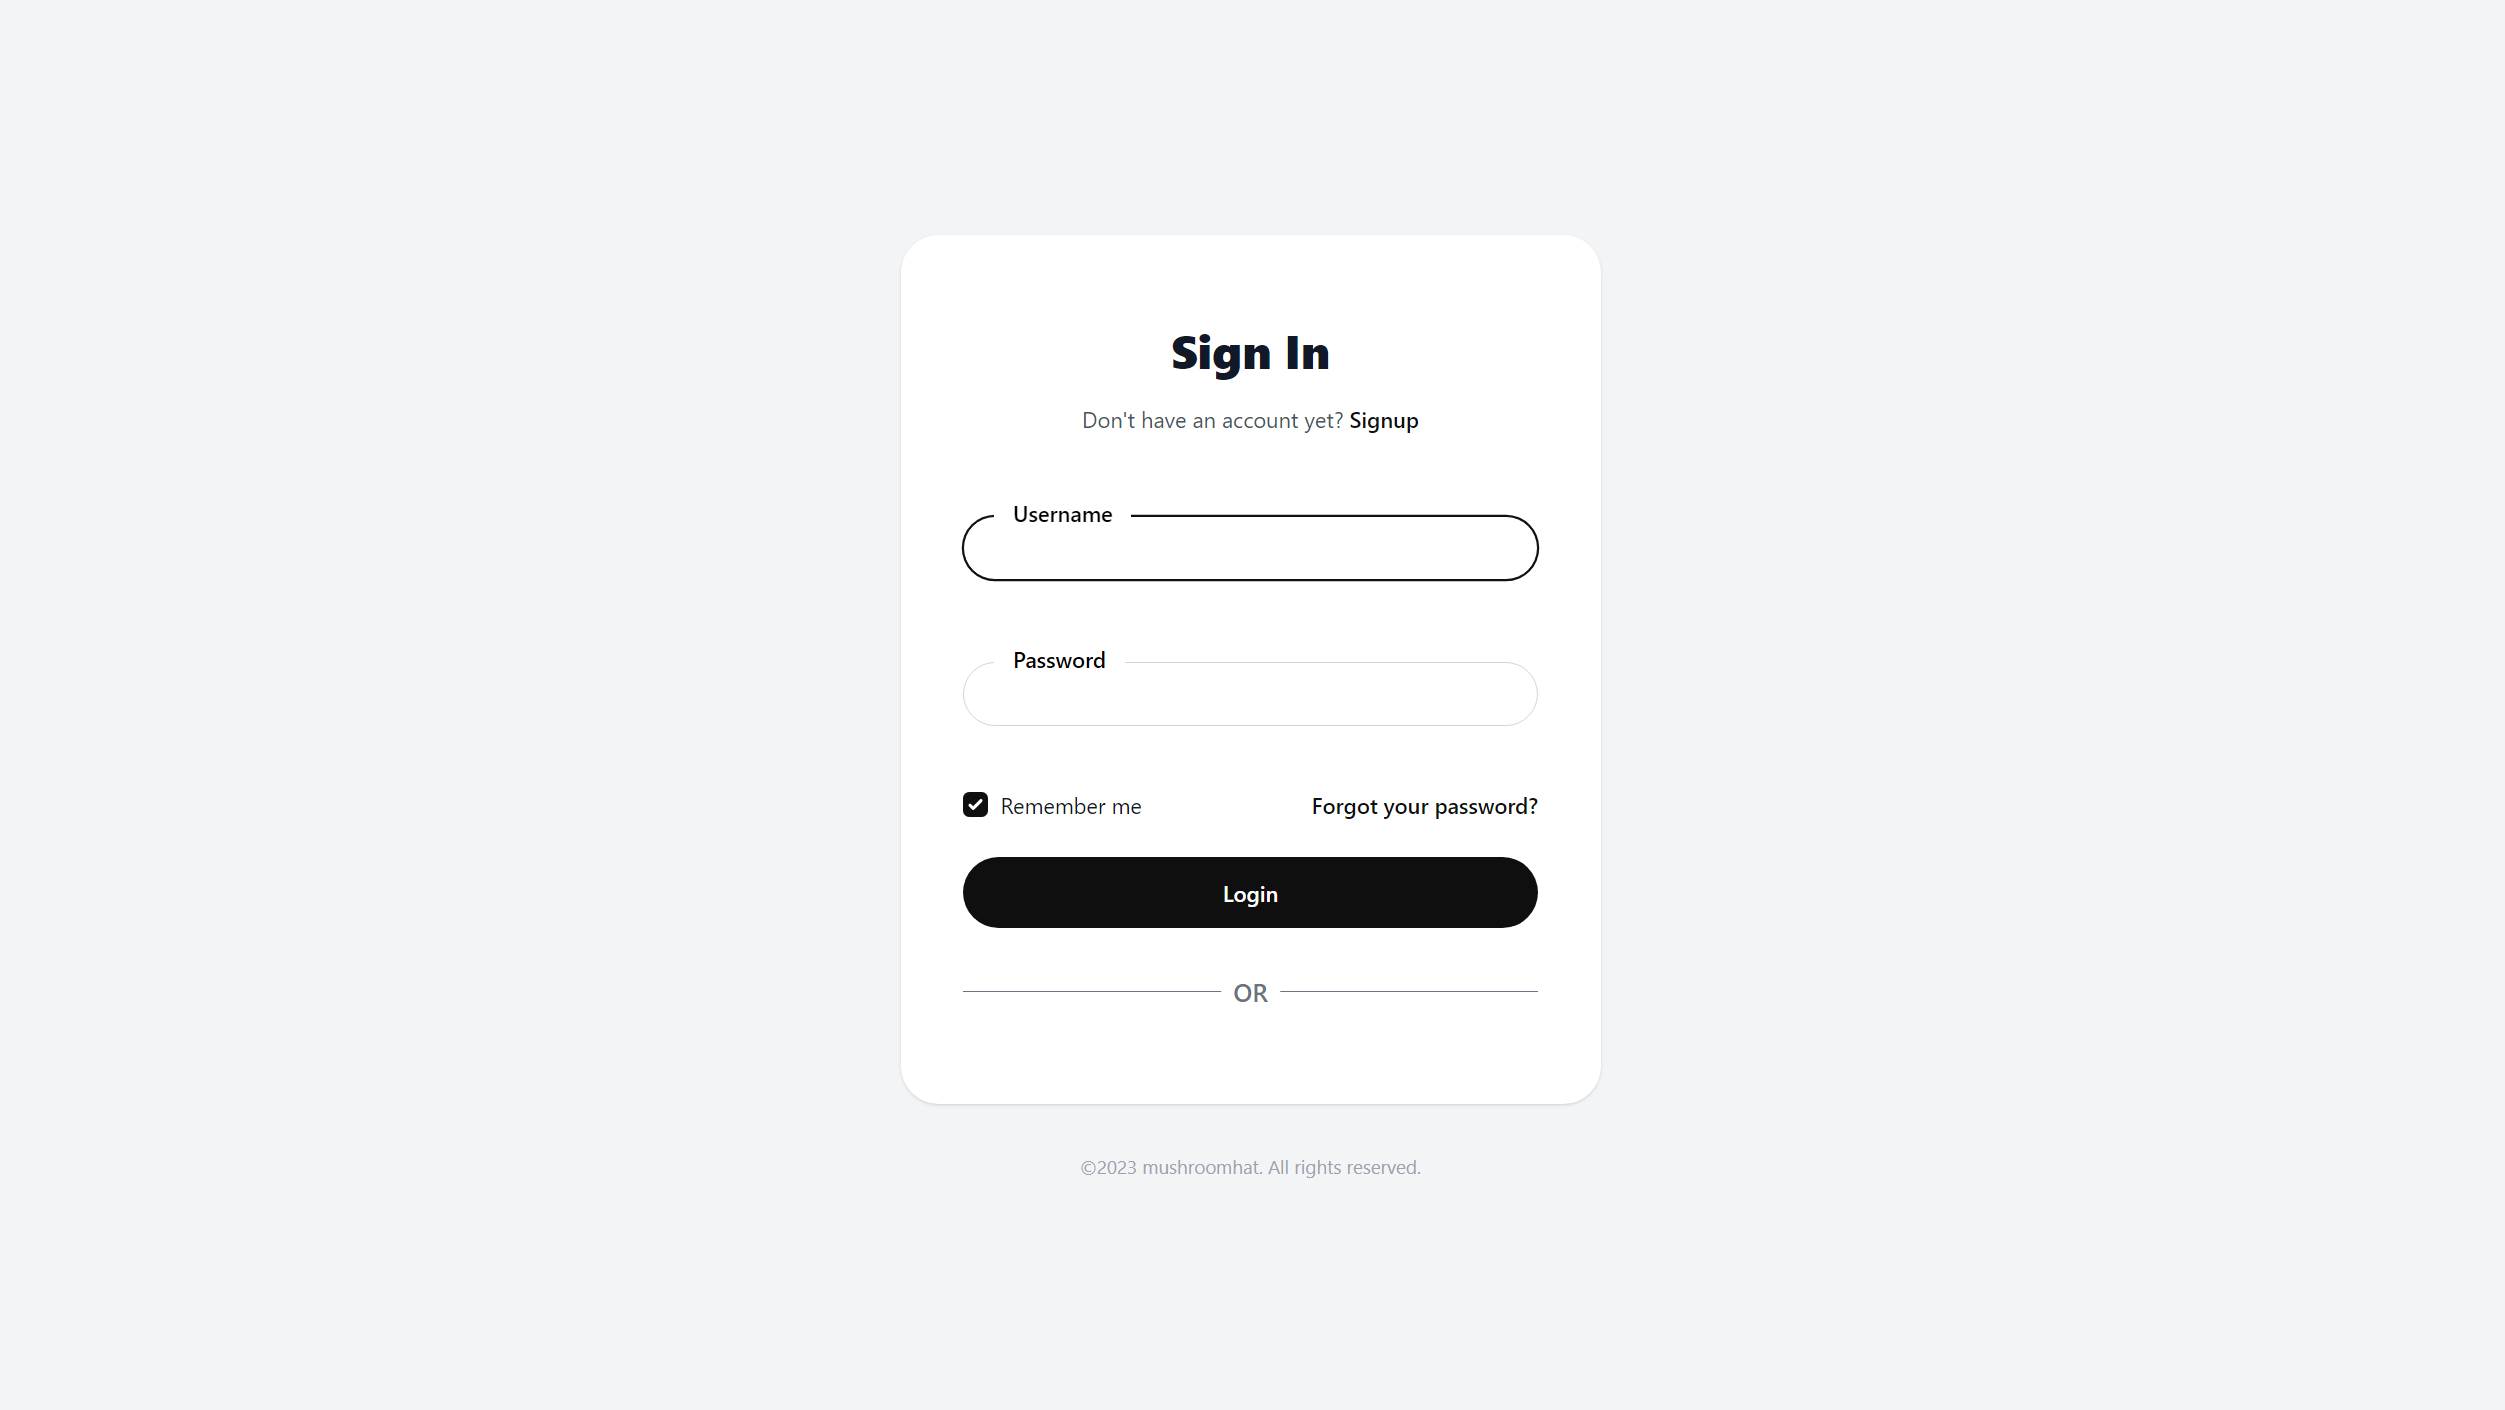 Sign In
Don't have an account yet? Signup
Username
Password
Remember me
Forgot your password?
Login
OR
©2023 mushroomhat. All rights reserved.